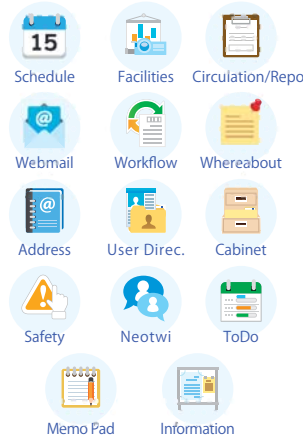 15
Schedule
Facilities
Circulation/Repo
@
Webmail
Workflow
Whereabout
@
Address
User Direc.
Cabinet
Safety
Neotwi
ToDo
Memo Pad
Information